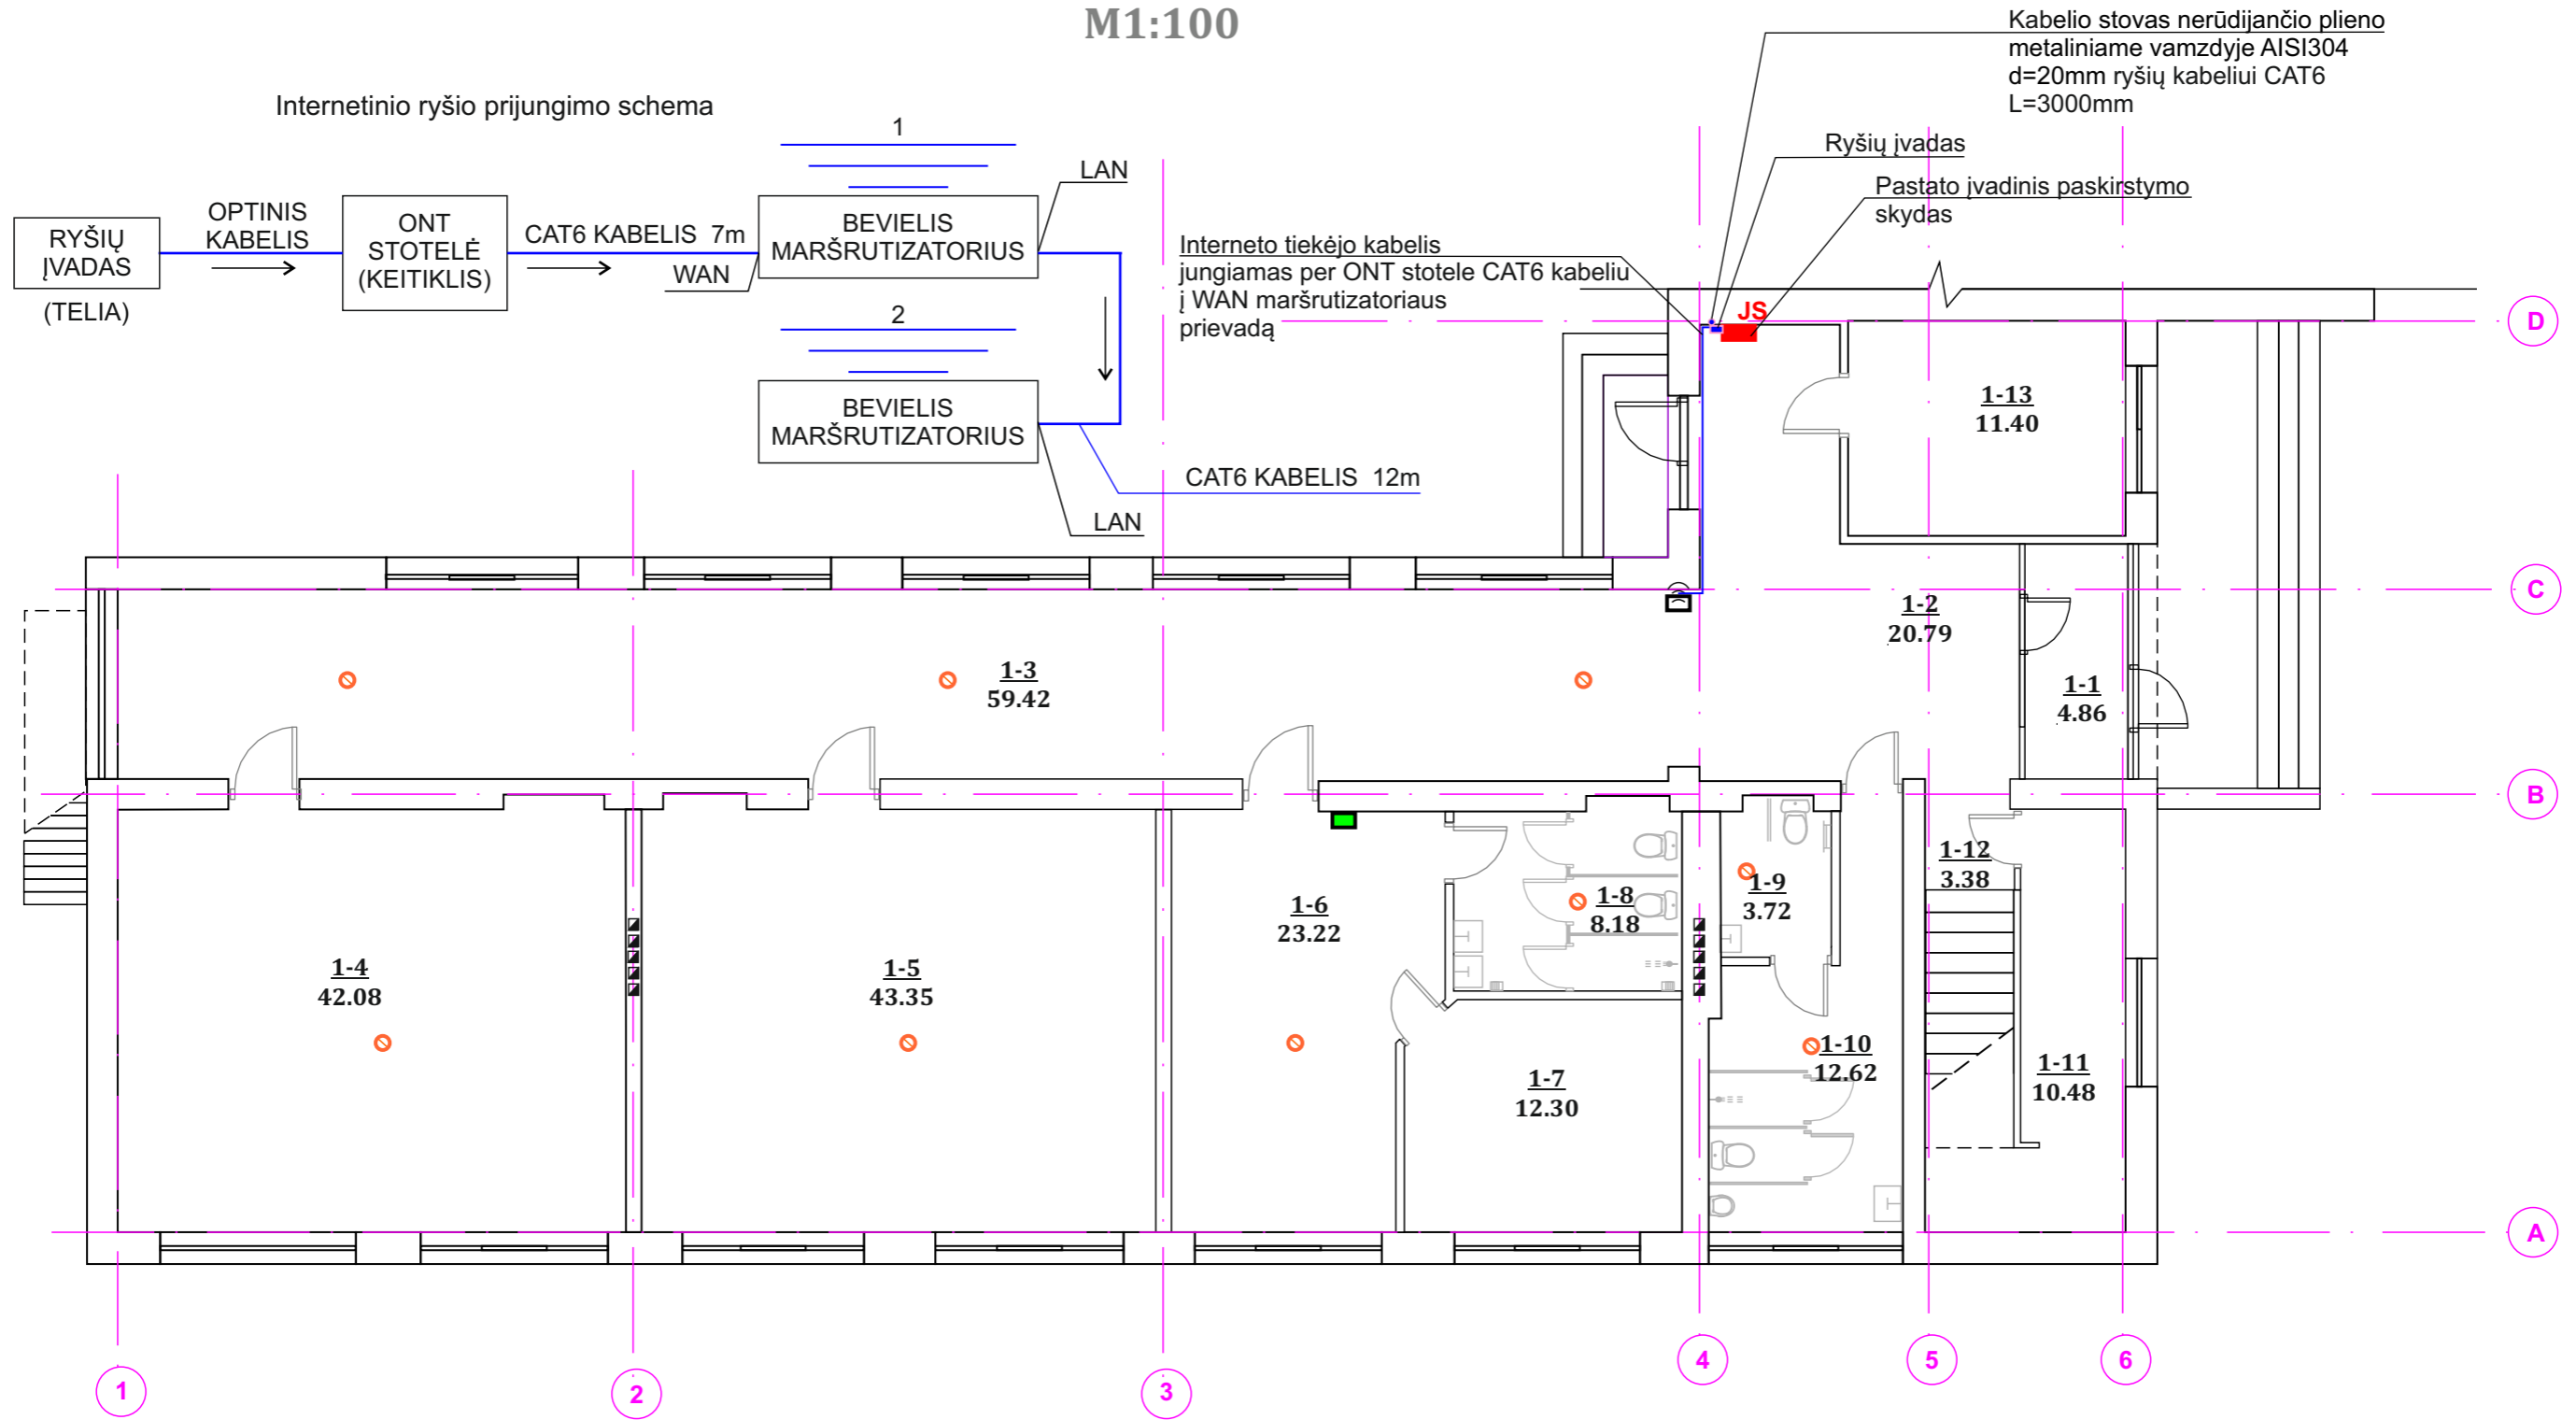 M1:100
Kabelio stovas nerūdijančio plieno
metaliniame vamzdyje AISI304
d=20mm ryšių kabeliui CAT6
L=3000mm
Internetinio ryšio prijungimo schema
1
LAN
Ryšių įvadas
Pastato įvadinis paskirstymo
skydas
RYŠIŲ
ĮVADAS
(TELIA)
OPTINIS
KABELIS
ONT
STOTELĖ
(KEITIKLIS)
CAT6 KABELIS 7m
WAN
BEVIELIS
MARŠRUTIZATORIUS
2
BEVIELIS
MARŠRUTIZATORIUS
CAT6 KABELIS 12m
LAN
Interneto tiekėjo kabelis
jungiamas per ONT stotele CAT6 kabeliu
į WAN maršrutizatoriaus
prievadą
JS
D
1-13
11.40
C
1-2
20.79
1-3
59.42
1-1
4.86
B
1-12
3.38
1-9
3.72
1-8
8.18
1-6
23.22
1-4
42.08
1-5
43.35
1-10
12.62
1-11
10.48
1-7
12.30
A
1
2
3
4
5
6